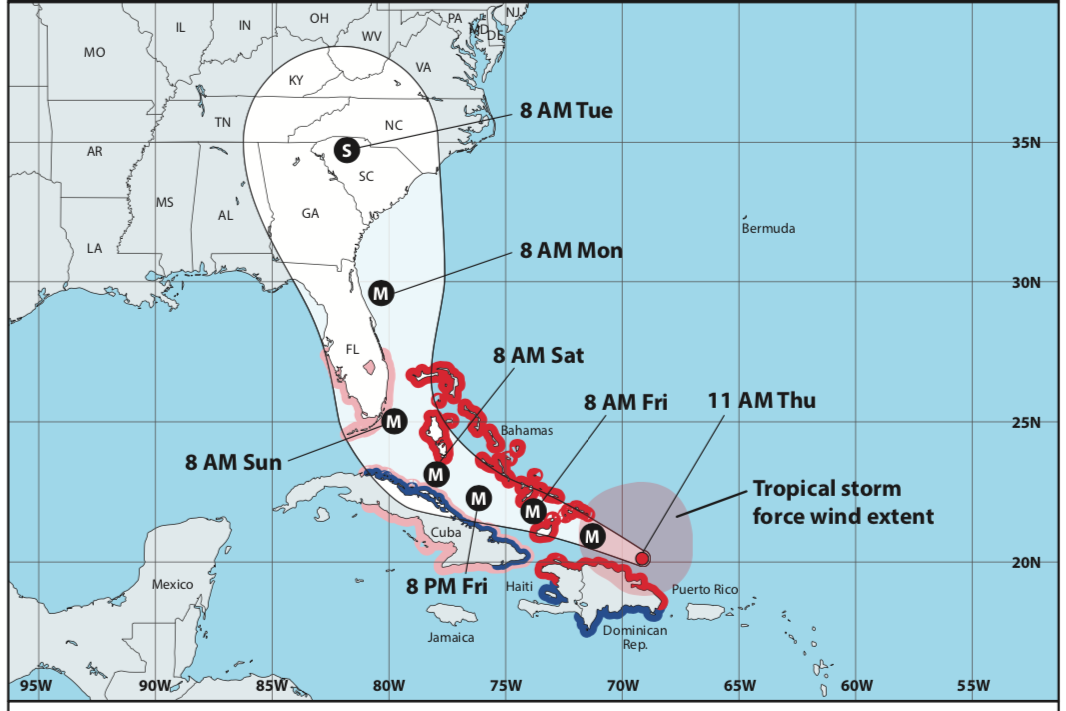 OH
PA
NJ
IL
IN
MD
DE
WV
MO
VA
KY
8 AM Tue
TN
NC
35N
AR
S
SC
MS
GA
AL
Bermuda
LA
8 AM Mon
30N
M
FL
8 AM Sat
8 AM Fri
11 AM Thu
25N
M
Bahamas
8 AM Sun
M
M
M
Tropical storm
force wind extent
M
Cuba
20N
Mexico
8 PM Fri
Haiti
Puerto Rico
Jamaica
Dominican
Rep.
95W
90W
85W
80W
75W
70W
65W
60W
55W